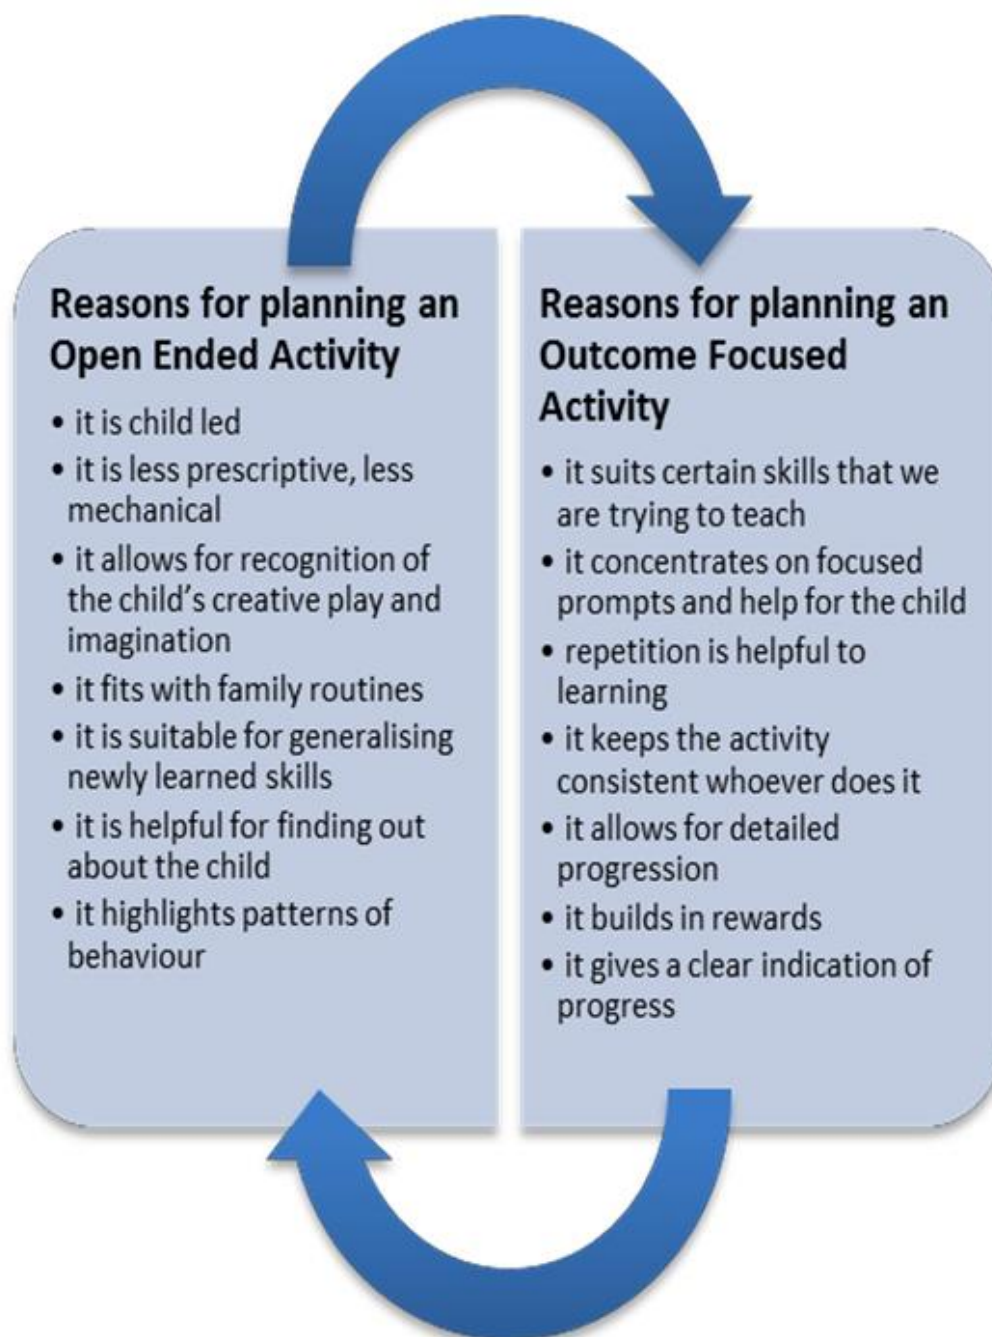 Reasons for planning an
Open Ended Activity
• it is child led
• it is less prescriptive, less
mechanical
• it allows for recognition of
the child's creative play and
imagination
• it fits with family routines
• it is suitable for generalising
newly learned skills
• it is helpful for finding out
about the child
• it highlights patterns of
behaviour
Reasons for planning an
Outcome Focused
Activity
• it suits certain skills that we
are trying to teach
• it concentrates on focused
prompts and help for the child
• repetition is helpful to
learning
• it keeps the activity
consistent whoever does it
• it allows for detailed
progression
• it builds in rewards
• it gives a clear indication of
progress